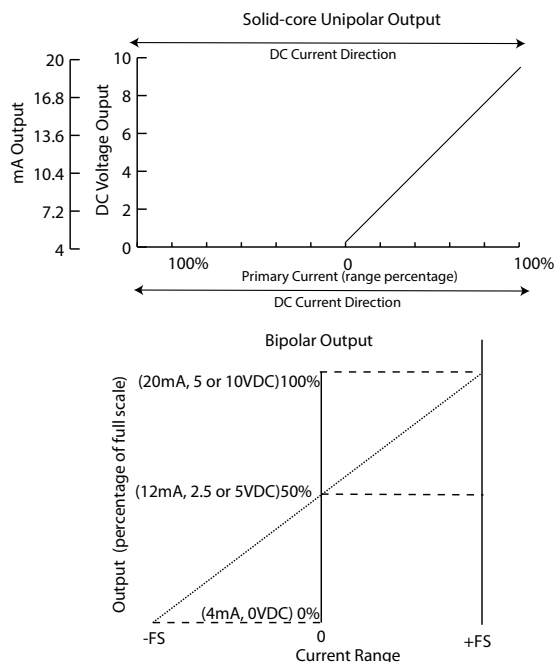 Solid-core Unipolar Output
DC Current Direction
mA Output
20
16.8
13.6
10.4
7.2
4
DC Voltage Ouput
10
8
6
4
2
0
100%
0
100%
Primary Current (range percentage)
DC Current Direction
Bipolar Output
Output (percentage of full scale)
(20mA, 5 or 10VDC)100%
(12mA, 2.5 or 5VDC)50%
(4mA, 0VDC) 0%
-FS
0
+FS
Current Range